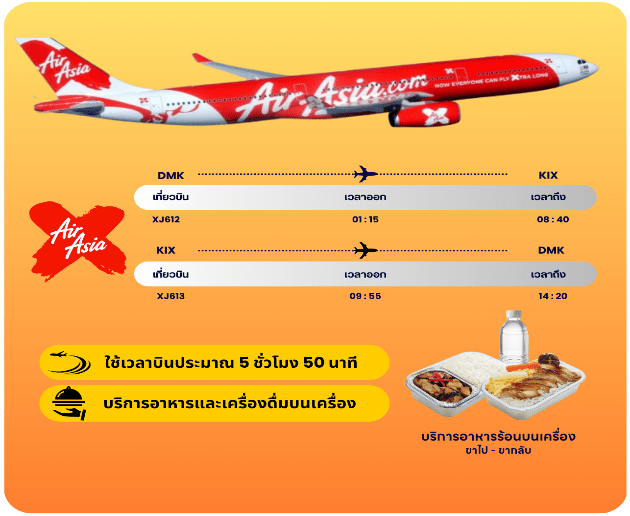 Air
Asia
AirAsia.com
NOW EVERYONE CAN FLY XTRA LONG
DMK KIX
เที่ยวบิน เวลาออก เวลาถึง
XJ612 01:15 08:40
Air
Asia
KIX DMK
เที่ยวบิน เวลาออก เวลาถึง
XJ613 09:55 14:20
ใช้เวลาบินประมาณ 5 ชั่วโมง 50 นาที
บริการอาหารและเครื่องดื่มบนเครื่อง
บริการอาหารร้อนบนเครื่อง
ขาไป - ขากลับ